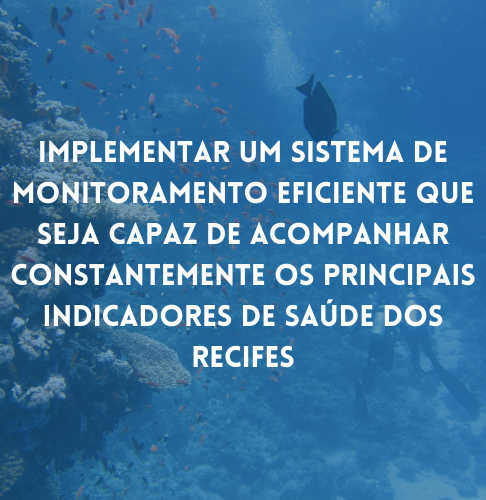 IMPLEMENTAR UM SISTEMA DE
MONITORAMENTO EFICIENTE QUE
SEJA CAPAZ DE ACOMPANHAR
CONSTANTEMENTE OS PRINCIPAIS
INDICADORES DE SAÚDE DOS
RECIFES